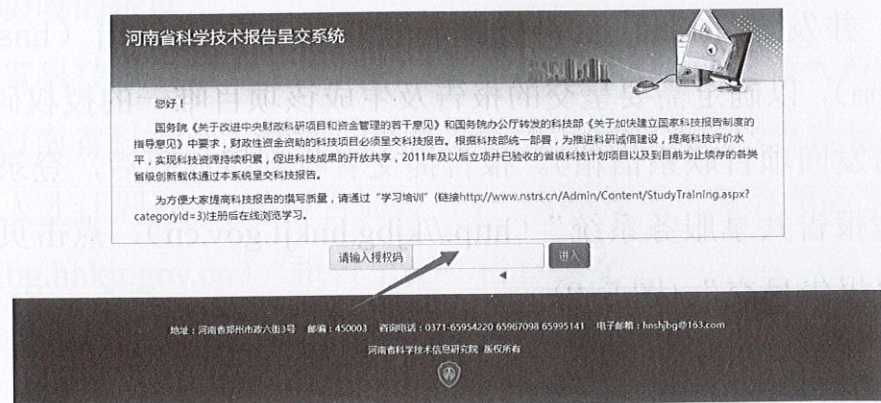 河南省科学技术报告呈交系统
您好！
国务院《关于改进中央财政科研项目和资金管理的若干意见》和国务院办公厅转发的科技部《关于加快建立国家科技报告制度的
指导意见》中要求，财政性资金资助的科技项目必须呈交科技报告。根据科技部统一部署，为推进科研诚信建设，提高科技评价水
平，实现科技资源持续积累，促进科技成果的开放共享，2011年及以后立项并已验收的省级科技计划项目以及到目前为止续存的各类
省级创新载体通过本系统呈交科技报告。
为方便大家提高科技报告的撰写质量，请通过“学习培训”(链接http://www.nstrs.cn/Admin/Content/StudyTraining.aspx?
categoryId=3)注册后在线浏览学习。
请输入授权码 进入
地址：河南省郑州市政六街3号 邮编：450003 咨询电话：0371-65954220 65967098 65995141 电子邮箱：hnshjbg@163.com
河南省科学技术信息研究院 版权所有